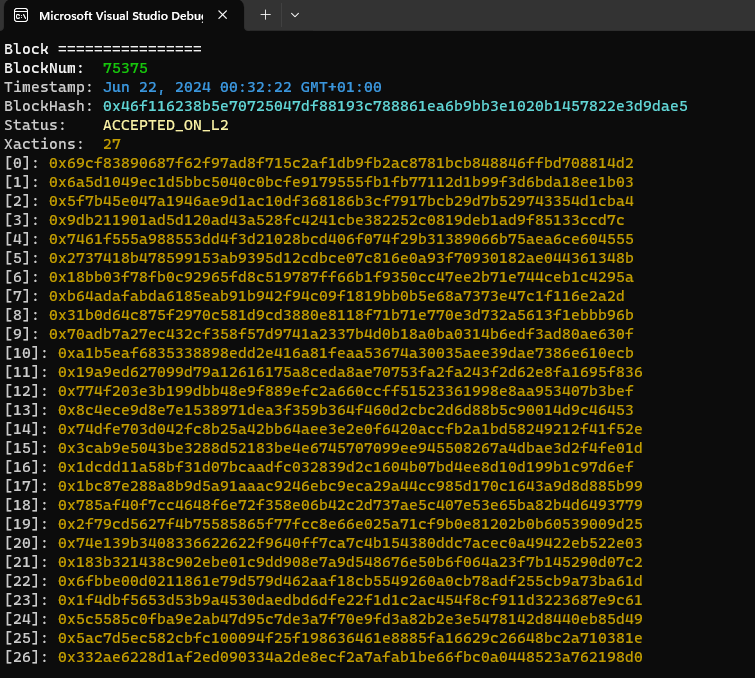 Microsoft Visual Studio Debug
Block ================
BlockNum: 75375
Timestamp: Jun 22, 2024 00:32:22 GMT+01:00
BlockHash: 0x46f116238b5e70725047df88193c788861ea6b9bb3e1020b1457822e3d9dae5
Status: ACCEPTED_ON_L2
Xactions: 27
[0]: 0x69cf83890687f62f97ad8f715c2af1db9fb2ac8781bcb848846ffbd708814d2
[1]: 0x6a5d1049ec1d5bbc5040c0bcfe9179555fb1fb77112d1b99f3d6bda18ee1b03
[2]: 0x5f7b45e047a1946ae9d1ac10df368186b3cf7917bcb29d7b529743354d1cba4
[3]: 0x9db211901ad5d120ad43a528fc4241cbe382252c0819deb1ad9f85133ccd7c
[4]: 0x7461f555a988553dd4f3d21028bcd406f074f29b31389066b75aea6ce604555
[5]: 0x2737418b478599153ab9395d12cdbce07c816e0a93f70930182ae044361348b
[6]: 0x18bb03f78fb0c92965fd8c519787ff66b1f9350cc47ee2b71e744ceb1c4295a
[7]: 0xb64adafabda6185eab91b942f94c09f1819bb0b5e68a7373e47c1f116e2a2d
[8]: 0x31b0d64c875f2970c581d9cd3880e8118f71b71e770e3d732a5613f1ebbb96b
[9]: 0x70adb7a27ec432cf358f57d9741a2337b4d0b18a0ba0314b6edf3ad80ae630f
[10]: 0xa1b5eaf6835338898edd2e416a81feaa53674a30035aee39dae7386e610ecb
[11]: 0x19a9ed627099d79a12616175a8ceda8ae70753fa2fa243f2d62e8fa1695f836
[12]: 0x774f203e3b199dbb48e9f889efc2a660ccff51523361998e8aa953407b3bef
[13]: 0x8c4ece9d8e7e1538971dea3f359b364f460d2cbc2d6d88b5c90014d9c46453
[14]: 0x74dfe703d042fc8b25a42bb64aee3e2e0f6420accfb2a1bd58249212f41f52e
[15]: 0x3cab9e5043be3288d52183be4e6745707099ee945508267a4dbae3d2f4fe01d
[16]: 0x1dcdd11a58bf31d07bcaadfc032839d2c1604b07bd4ee8d10d199b1c97d6ef
[17]: 0x1bc87e288a8b9d5a91aaac9246ebc9eca29a44cc985d170c1643a9d8d885b99
[18]: 0x785af40f7cc4648f6e72f358e06b42c2d737ae5c407e53e65ba82b4d6493779
[19]: 0x2f79cd5627f4b75585865f77fcc8e66e025a71cf9b0e81202b0b60539009d25
[20]: 0x74e139b3408336622622f9640ff7ca7c4b154380ddc7acec0a49422eb522e03
[21]: 0x183b321438c902ebe01c9dd908e7a9d548676e50b6f064a23f7b145290d07c2
[22]: 0x6fbbe00d0211861e79d579d462aaf18cb5549260a0cb78adf255cb9a73ba61d
[23]: 0x1f4dbf5653d53b9a4530daedbd6dfe22f1d1c2ac454f8cf911d3223687e9c61
[24]: 0x5c5585c0fba9e2ab47d95c7de3a7f70e9fd3a82b2e3e5478142d8440eb85d49
[25]: 0x5ac7d5ec582cbfc100094f25f198636461e8885fa16629c26648bc2a710381e
[26]: 0x332ae6228d1af2ed090334a2de8ecf2a7afab1be66fbc0a0448523a762198d0